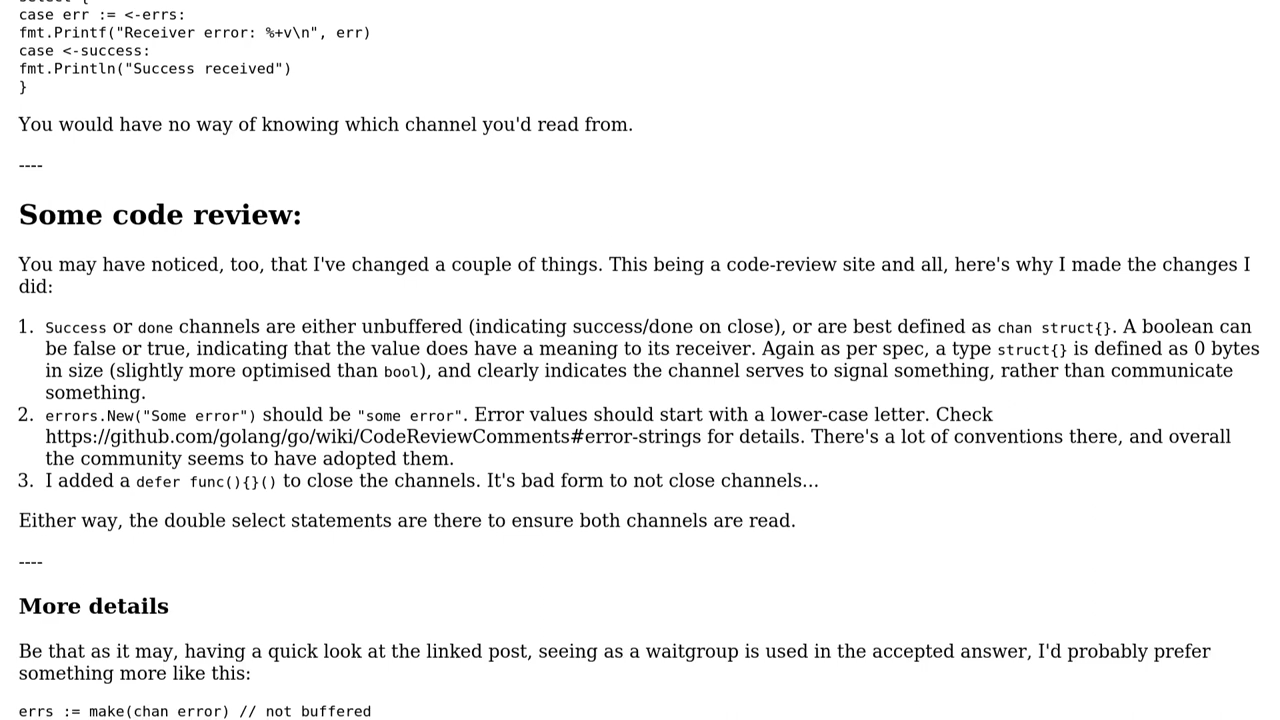 case err := <-errs:
fmt.Printf("Receiver error: %+v\n", err)
case <-success:
fmt.Println("Success received")
}
You would have no way of knowing which channel you'd read from.
----
Some code review:
You may have noticed, too, that I've changed a couple of things. This being a code-review site and all, here's why I made the changes I
did:
1. Success or done channels are either unbuffered (indicating success/done on close), or are best defined as chan struct{}. A boolean can
be false or true, indicating that the value does have a meaning to its receiver. Again as per spec, a type struct{} is defined as 0 bytes
in size (slightly more optimised than bool), and clearly indicates the channel serves to signal something, rather than communicate
something.
2. errors.New("Some error") should be "some error". Error values should start with a lower-case letter. Check
https://github.com/golang/go/wiki/CodeReviewComments#error-strings for details. There's a lot of conventions there, and overall
the community seems to have adopted them.
3. I added a defer func(){}() to close the channels. It's bad form to not close channels...
Either way, the double select statements are there to ensure both channels are read.
----
More details
Be that as it may, having a quick look at the linked post, seeing as a waitgroup is used in the accepted answer, I'd probably prefer
something more like this:
errs := make(chan error) // not buffered